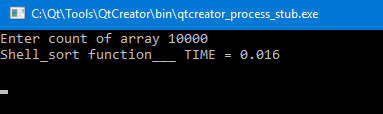 C:\Qt\Tools\QtCreator\bin\qtcreator_process_stub.exe
Enter count of array 10000
Shell_sort function___ TIME = 0.016